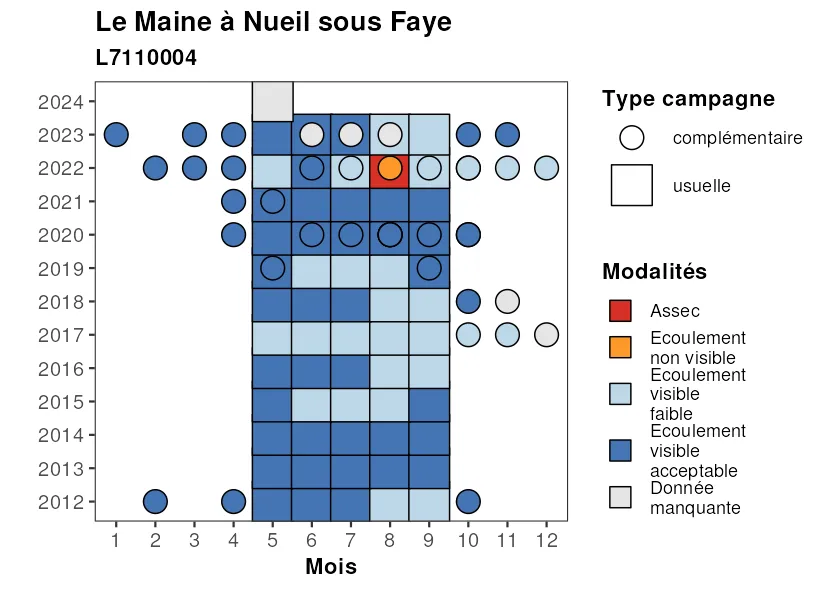 Le Maine à Nueil sous Faye
L7110004
2024
2023
2022
2021
2020
2019
2018
2017
2016
2015
2014
2013
2012
1 2 3 4 5 6 7 8 9 10 11 12
Mois
Type campagne
complémentaire
usuelle
Modalités
Assec
Ecoulement
non visible
Ecoulement
visible
faible
Ecoulement
visible
acceptable
Donnée
manquante